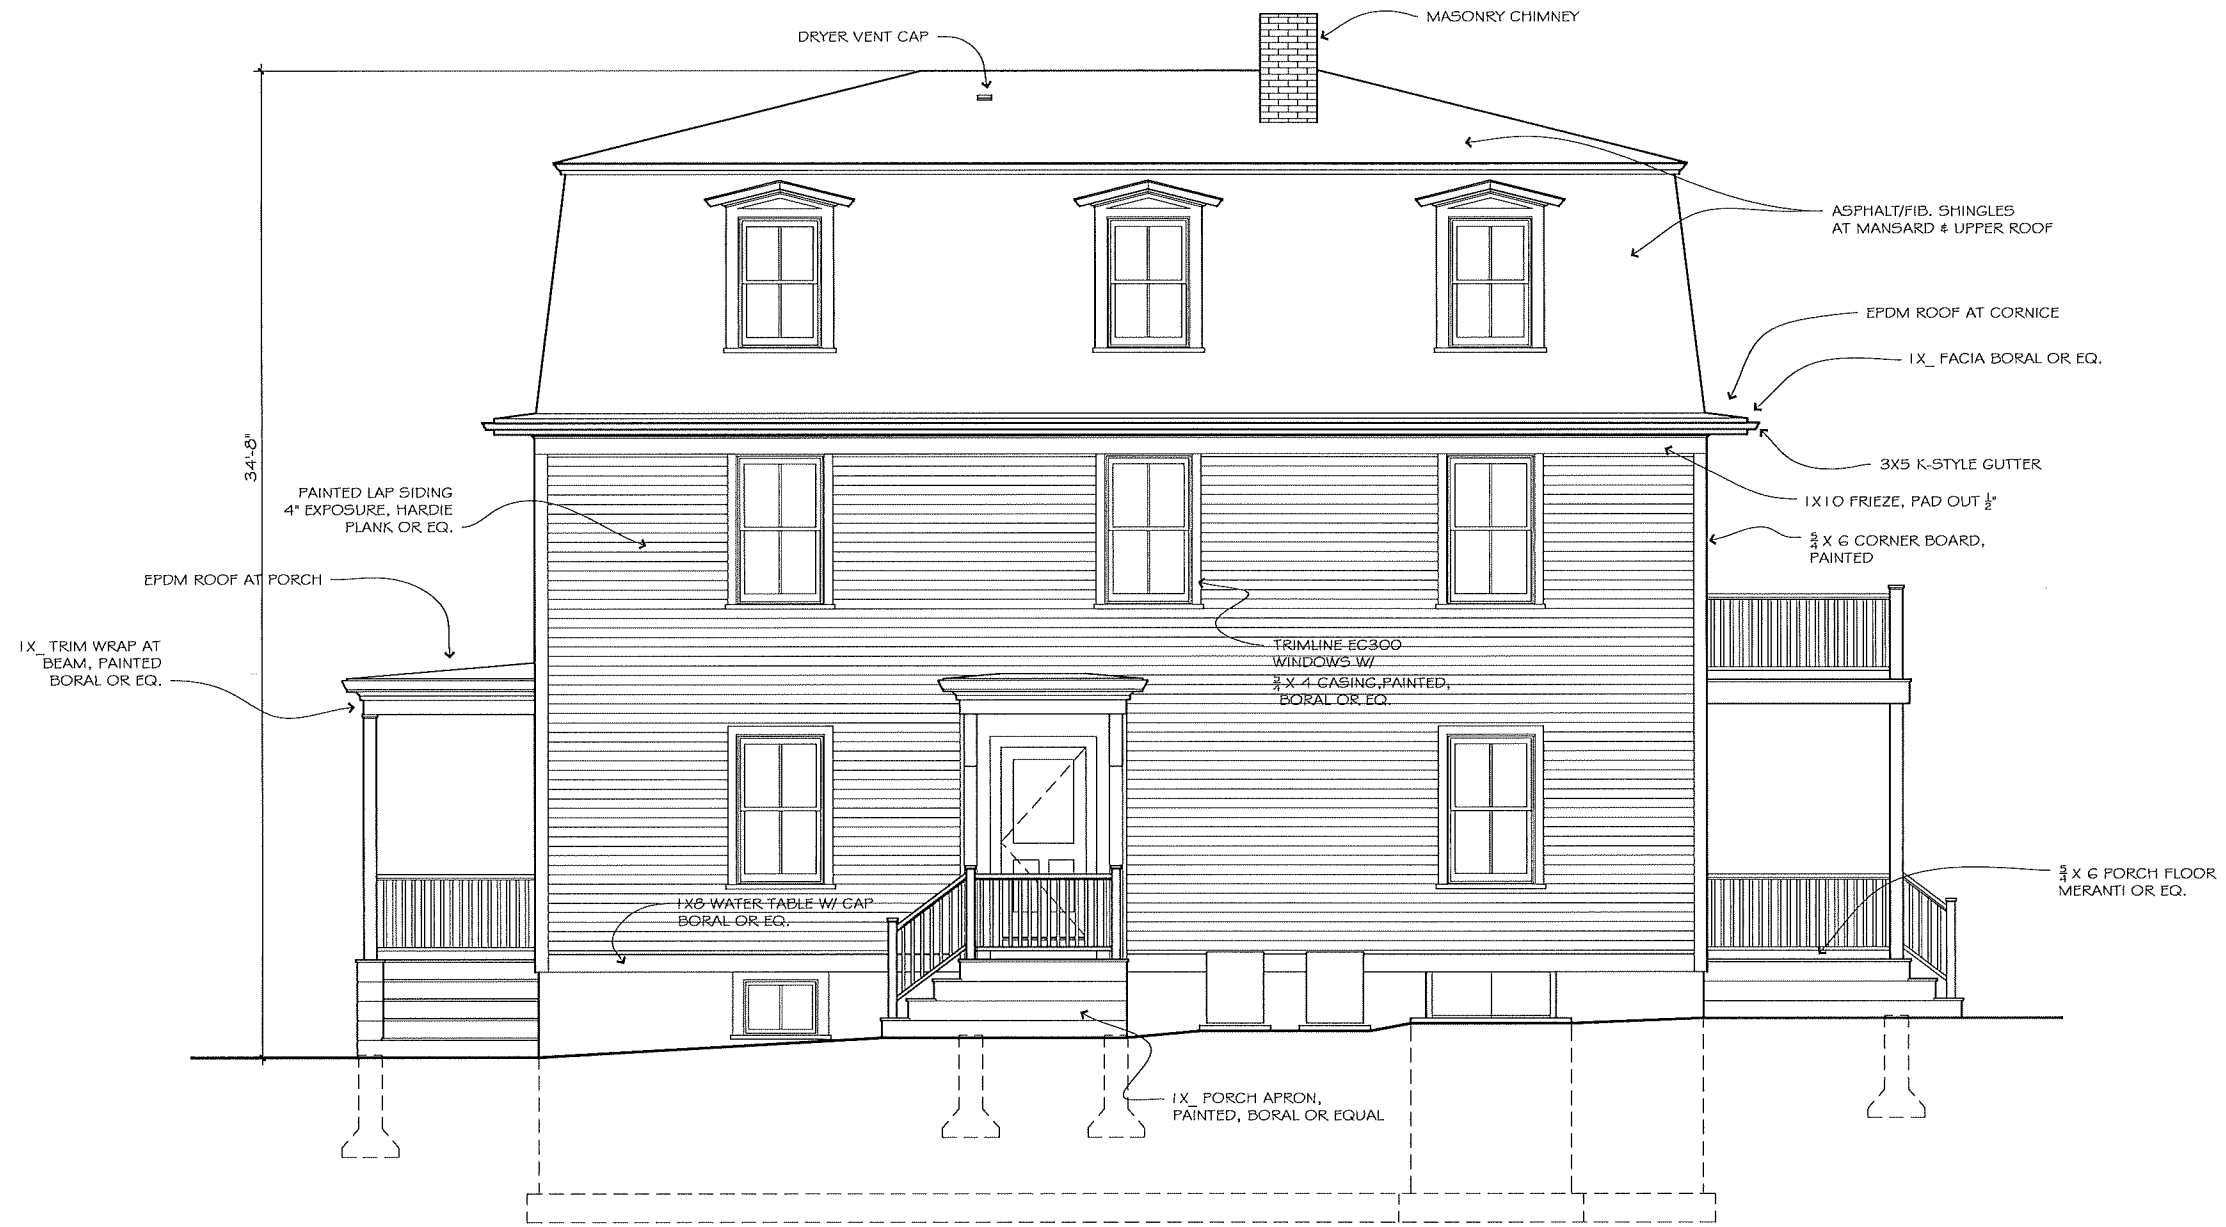 MASONRY CHIMNEY
DRYER VENT CAP
ASPHALT/FIB. SHINGLES
AT MANSARD & UPPER ROOF
EPDM ROOF AT CORNICE
1X_ FACIA BORAL OR EQ.
34'-8"
3X5 K-STYLE GUTTER
PAINTED LAP SIDING
4" EXPOSURE, HARDIE
PLANK OR EQ.
1X10 FRIEZE, PAD OUT ½"
5/4 X 6 CORNER BOARD,
PAINTED
EPDM ROOF AT PORCH
1X_ TRIM WRAP AT
BEAM, PAINTED
BORAL OR EQ.
TRIMLINE EC300
WINDOWS W/
5/4 X 4 CASING,PAINTED,
BORAL OR EQ.
5/4 X 6 PORCH FLOOR
MERANTI OR EQ.
1X8 WATER TABLE W/ CAP
BORAL OR EQ.
1X_ PORCH APRON,
PAINTED, BORAL OR EQUAL